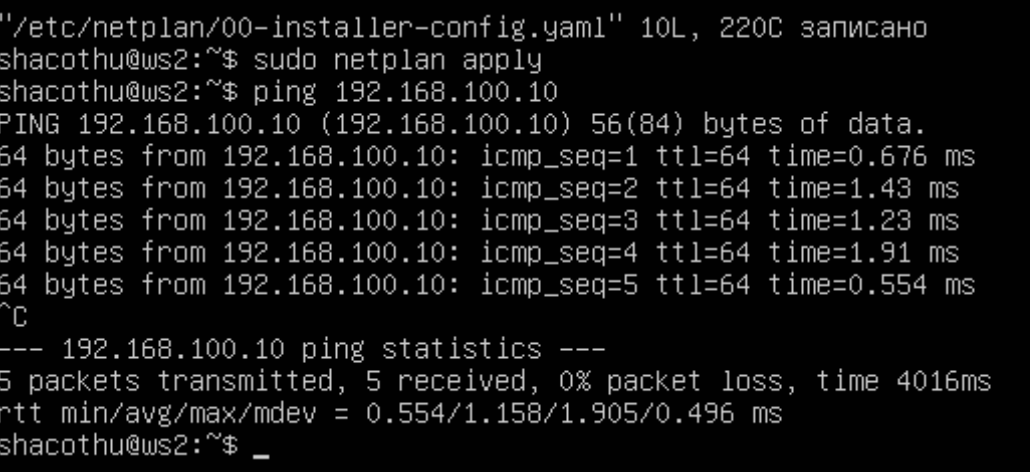 "/etc/netplan/00-installer-config.yaml" 10L, 220C записано
shacothu@ws2:~$ sudo netplan apply
shacothu@ws2:~$ ping 192.168.100.10
PING 192.168.100.10 (192.168.100.10) 56(84) bytes of data.
64 bytes from 192.168.100.10: icmp_seq=1 ttl=64 time=0.676 ms
64 bytes from 192.168.100.10: icmp_seq=2 ttl=64 time=1.43 ms
64 bytes from 192.168.100.10: icmp_seq=3 ttl=64 time=1.23 ms
64 bytes from 192.168.100.10: icmp_seq=4 ttl=64 time=1.91 ms
64 bytes from 192.168.100.10: icmp_seq=5 ttl=64 time=0.554 ms
^C
--- 192.168.100.10 ping statistics ---
5 packets transmitted, 5 received, 0% packet loss, time 4016ms
rtt min/avg/max/mdev = 0.554/1.158/1.905/0.496 ms
shacothu@ws2:~$ _